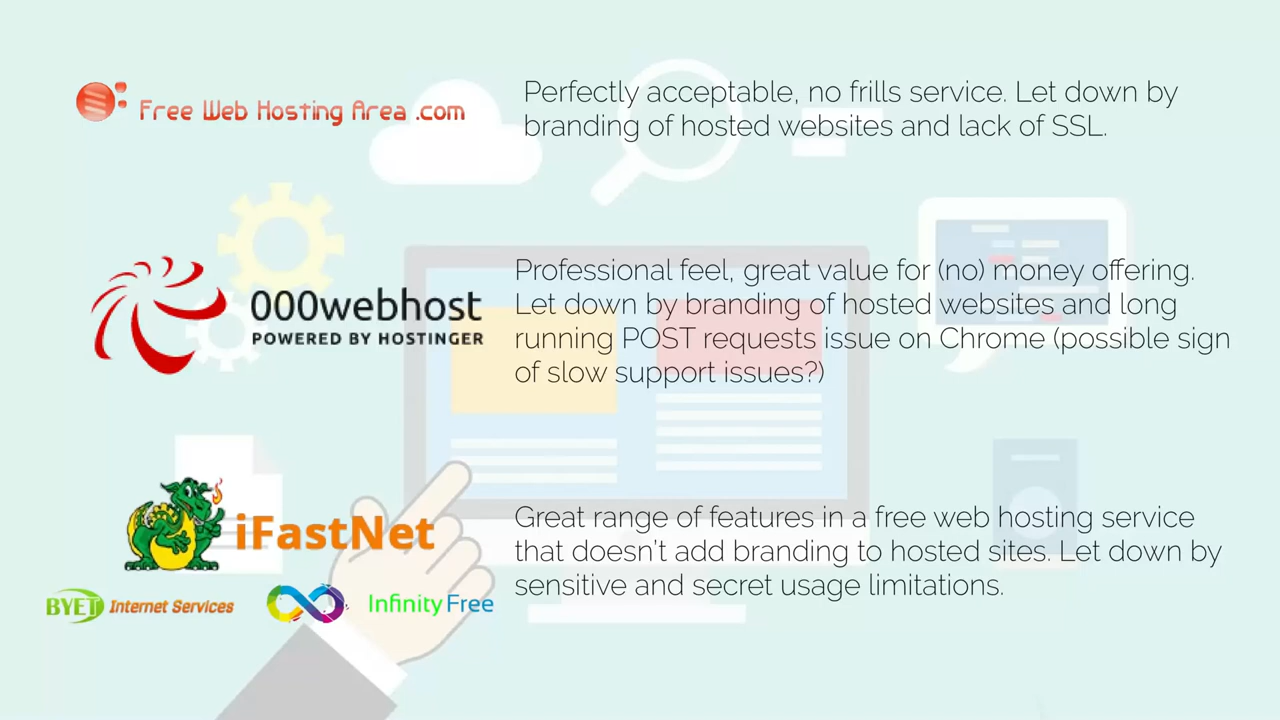 Free Web Hosting Area .com
Perfectly acceptable, no frills service. Let down by
branding of hosted websites and lack of SSL.
000webhost
POWERED BY HOSTINGER
Professional feel, great value for (no) money offering.
Let down by branding of hosted websites and long
running POST requests issue on Chrome (possible sign
of slow support issues?)
iFastNet
BYET Internet Services
InfinityFree
Great range of features in a free web hosting service
that doesn't add branding to hosted sites. Let down by
sensitive and secret usage limitations.